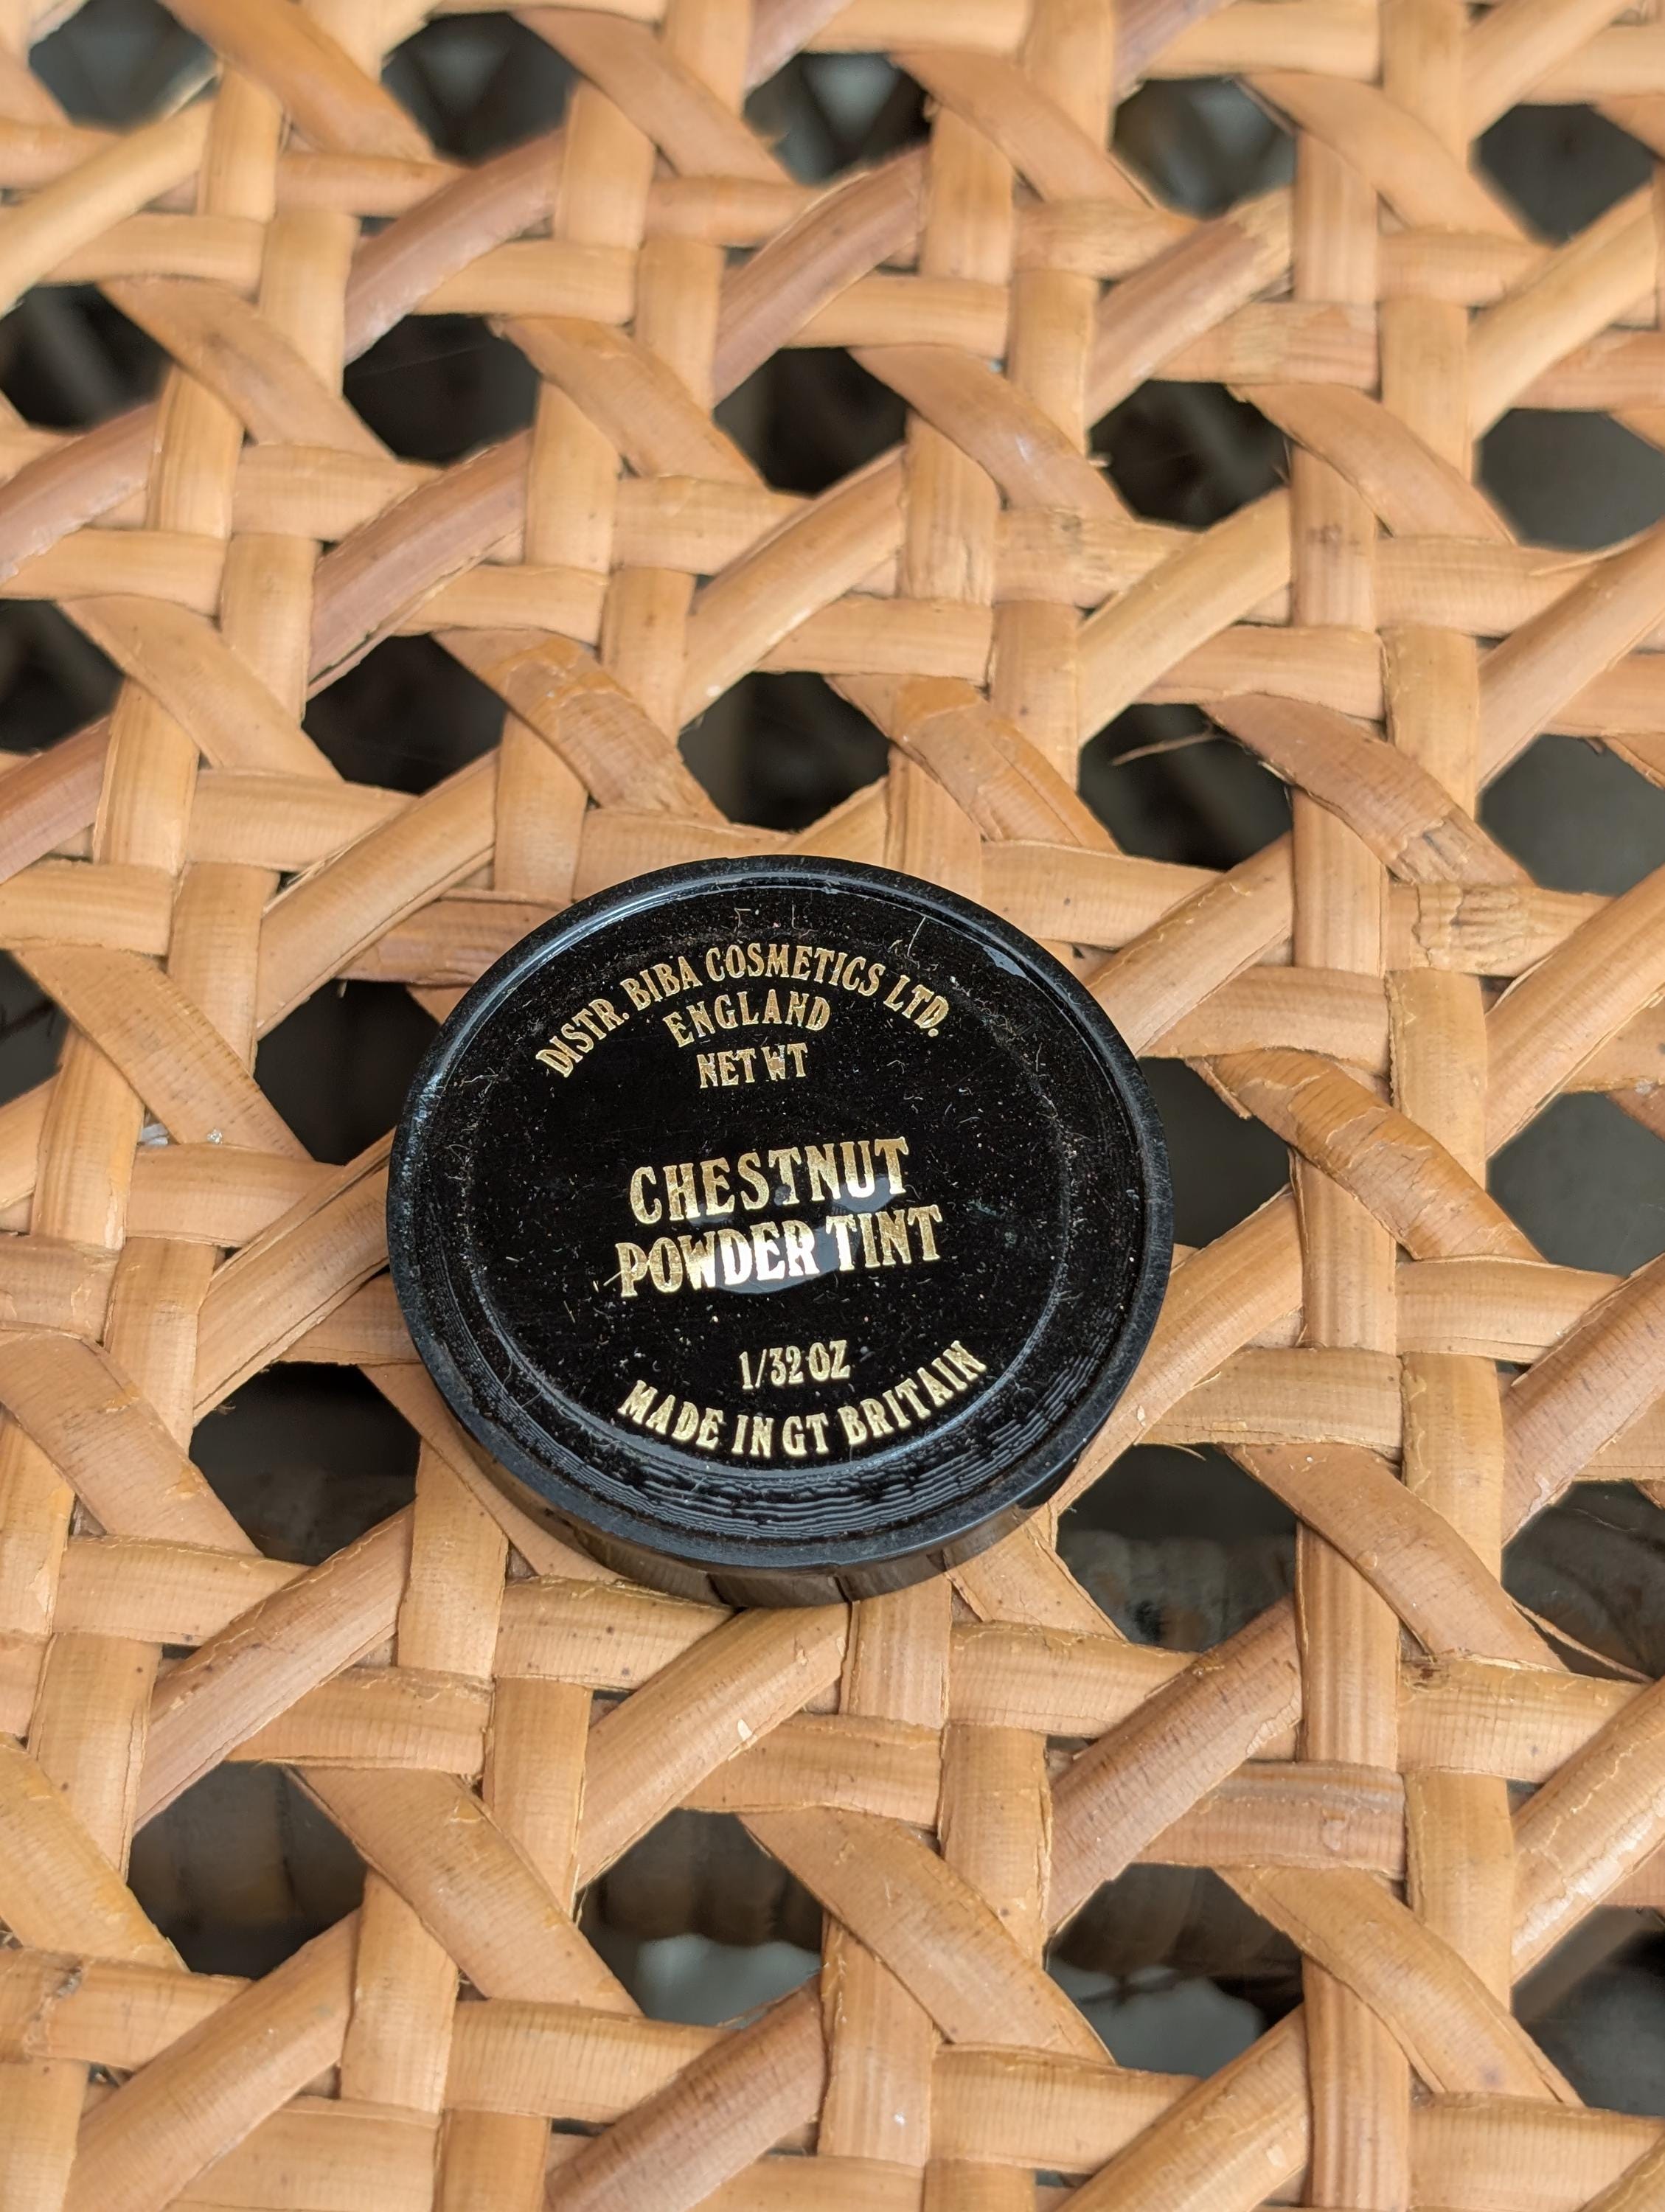 DISTR. BIBA COSMETICS LTD.
ENGLAND
NET WT
CHESTNUT
POWDER TINT
1/32 OZ
MADE IN GT BRITAIN